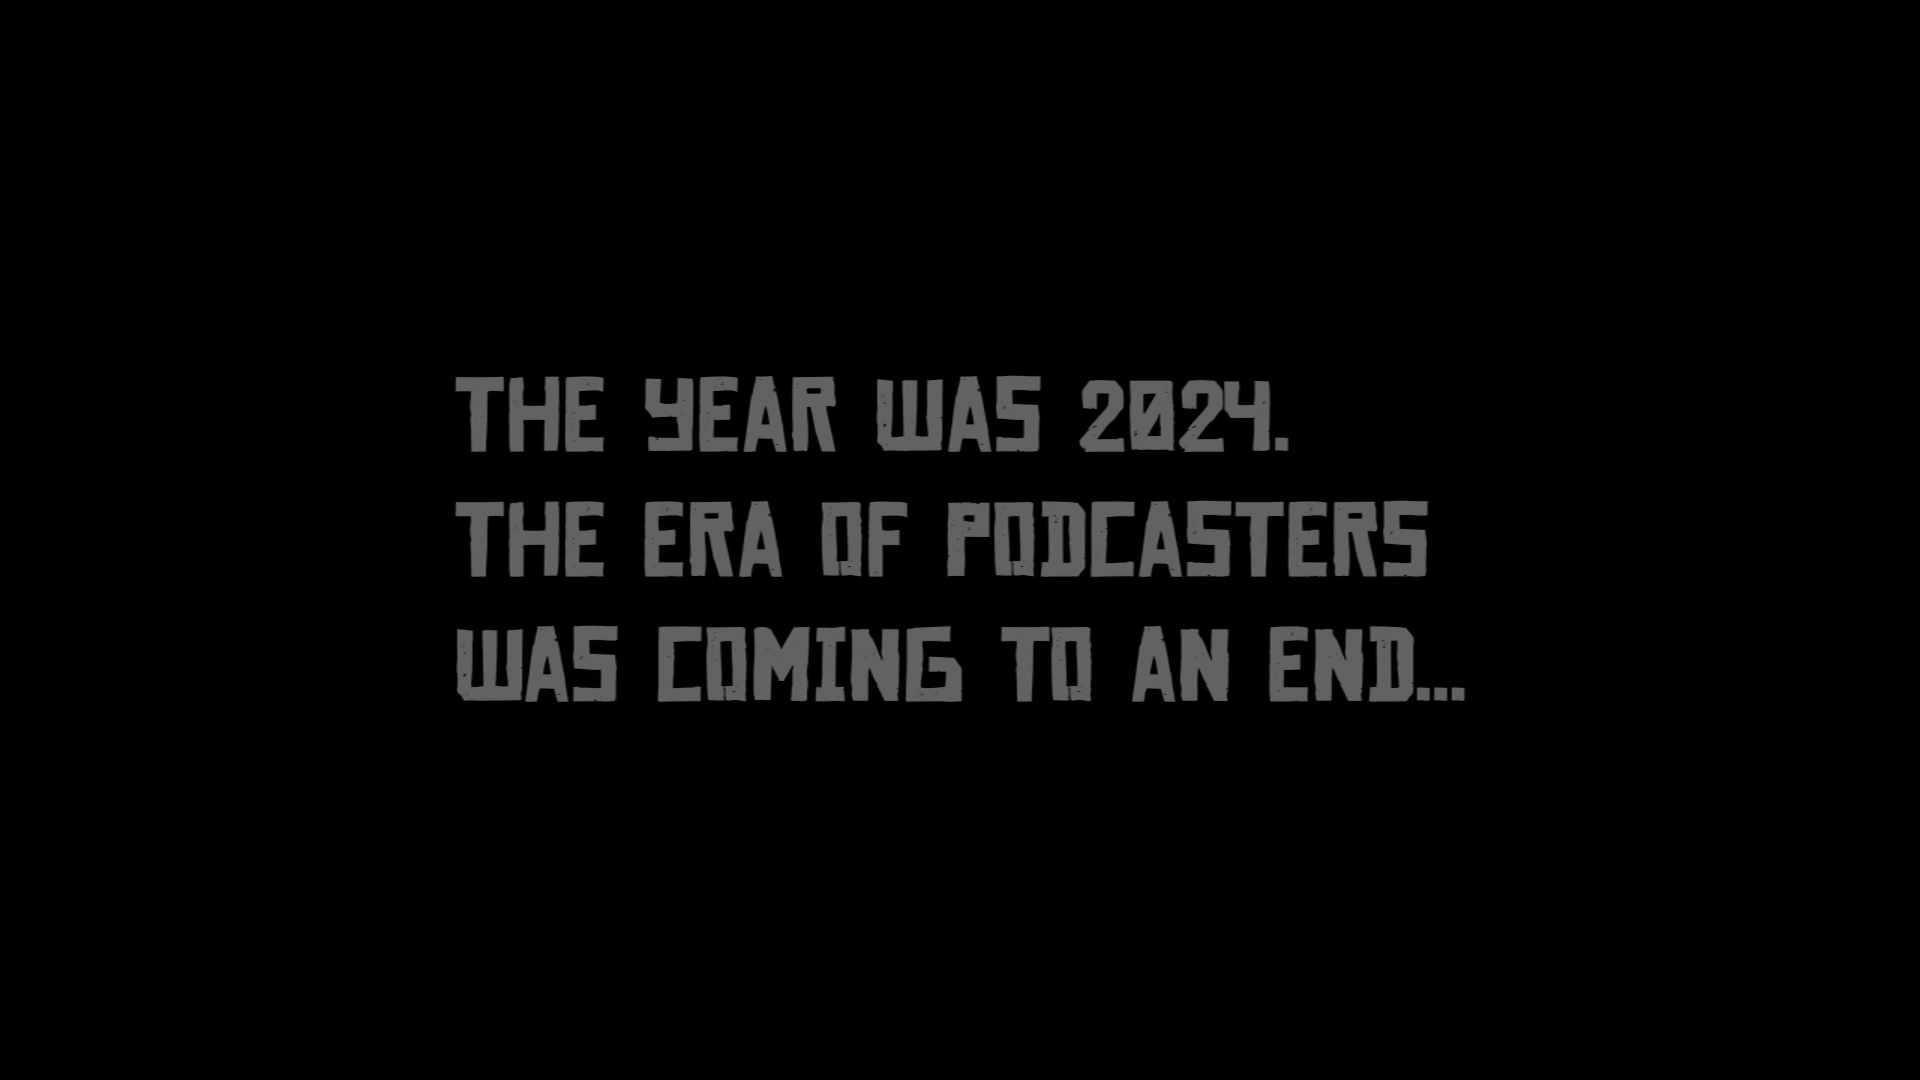 THE YEAR WAS 2024.
THE ERA OF PODCASTERS
WAS COMING TO AN END...